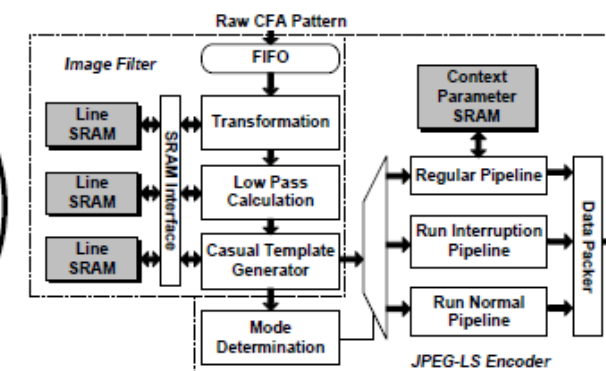 Raw CFA Pattern
Image Filter
FIFO
Line
SRAM
Line
SRAM
Line
SRAM
SRAM Interface
Transformation
Low Pass
Calculation
Casual Template
Generator
Mode
Determination
Context
Parameter
SRAM
Regular Pipeline
Run Interruption
Pipeline
Run Normal
Pipeline
Data Packer
JPEG-LS Encoder